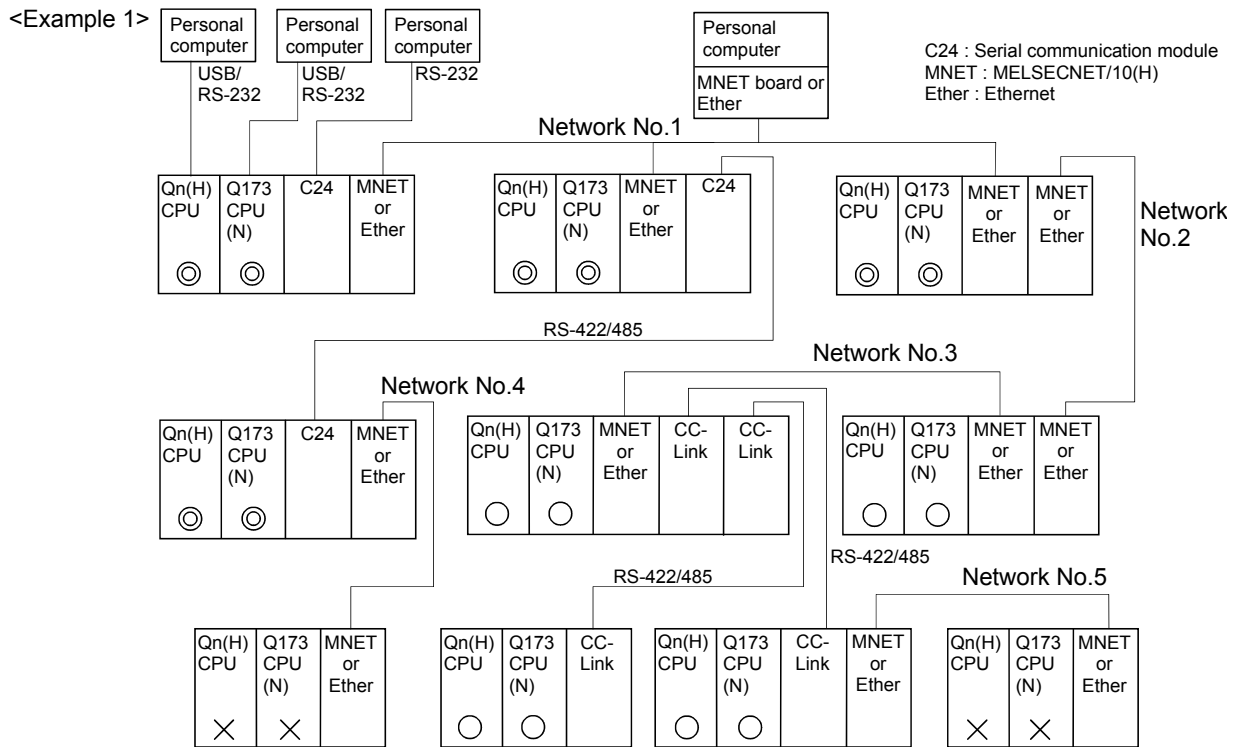 <Example 1>
Personal
computer
Personal
computer
Personal
computer
Personal
computer
MNET board or
Ether
C24 : Serial communication module
MNET : MELSECNET/10(H)
Ether : Ethernet
USB/
RS-232
USB/
RS-232
RS-232
Network No.1
Qn(H)
CPU
Q173
CPU
(N)
C24
MNET
or
Ether
Qn(H)
CPU
Q173
CPU
(N)
MNET
or
Ether
C24
Qn(H)
CPU
Q173
CPU
(N)
MNET
or
Ether
MNET
or
Ether
Network
No.2
RS-422/485
Network No.3
Network No.4
Qn(H)
CPU
Q173
CPU
(N)
C24
MNET
or
Ether
Qn(H)
CPU
Q173
CPU
(N)
MNET
or
Ether
CC-
Link
CC-
Link
Qn(H)
CPU
Q173
CPU
(N)
MNET
or
Ether
MNET
or
Ether
RS-422/485
RS-422/485
Network No.5
Qn(H)
CPU
Q173
CPU
(N)
MNET
or
Ether
Qn(H)
CPU
Q173
CPU
(N)
CC-
Link
Qn(H)
CPU
Q173
CPU
(N)
CC-
Link
MNET
or
Ether
Qn(H)
CPU
Q173
CPU
(N)
MNET
or
Ether